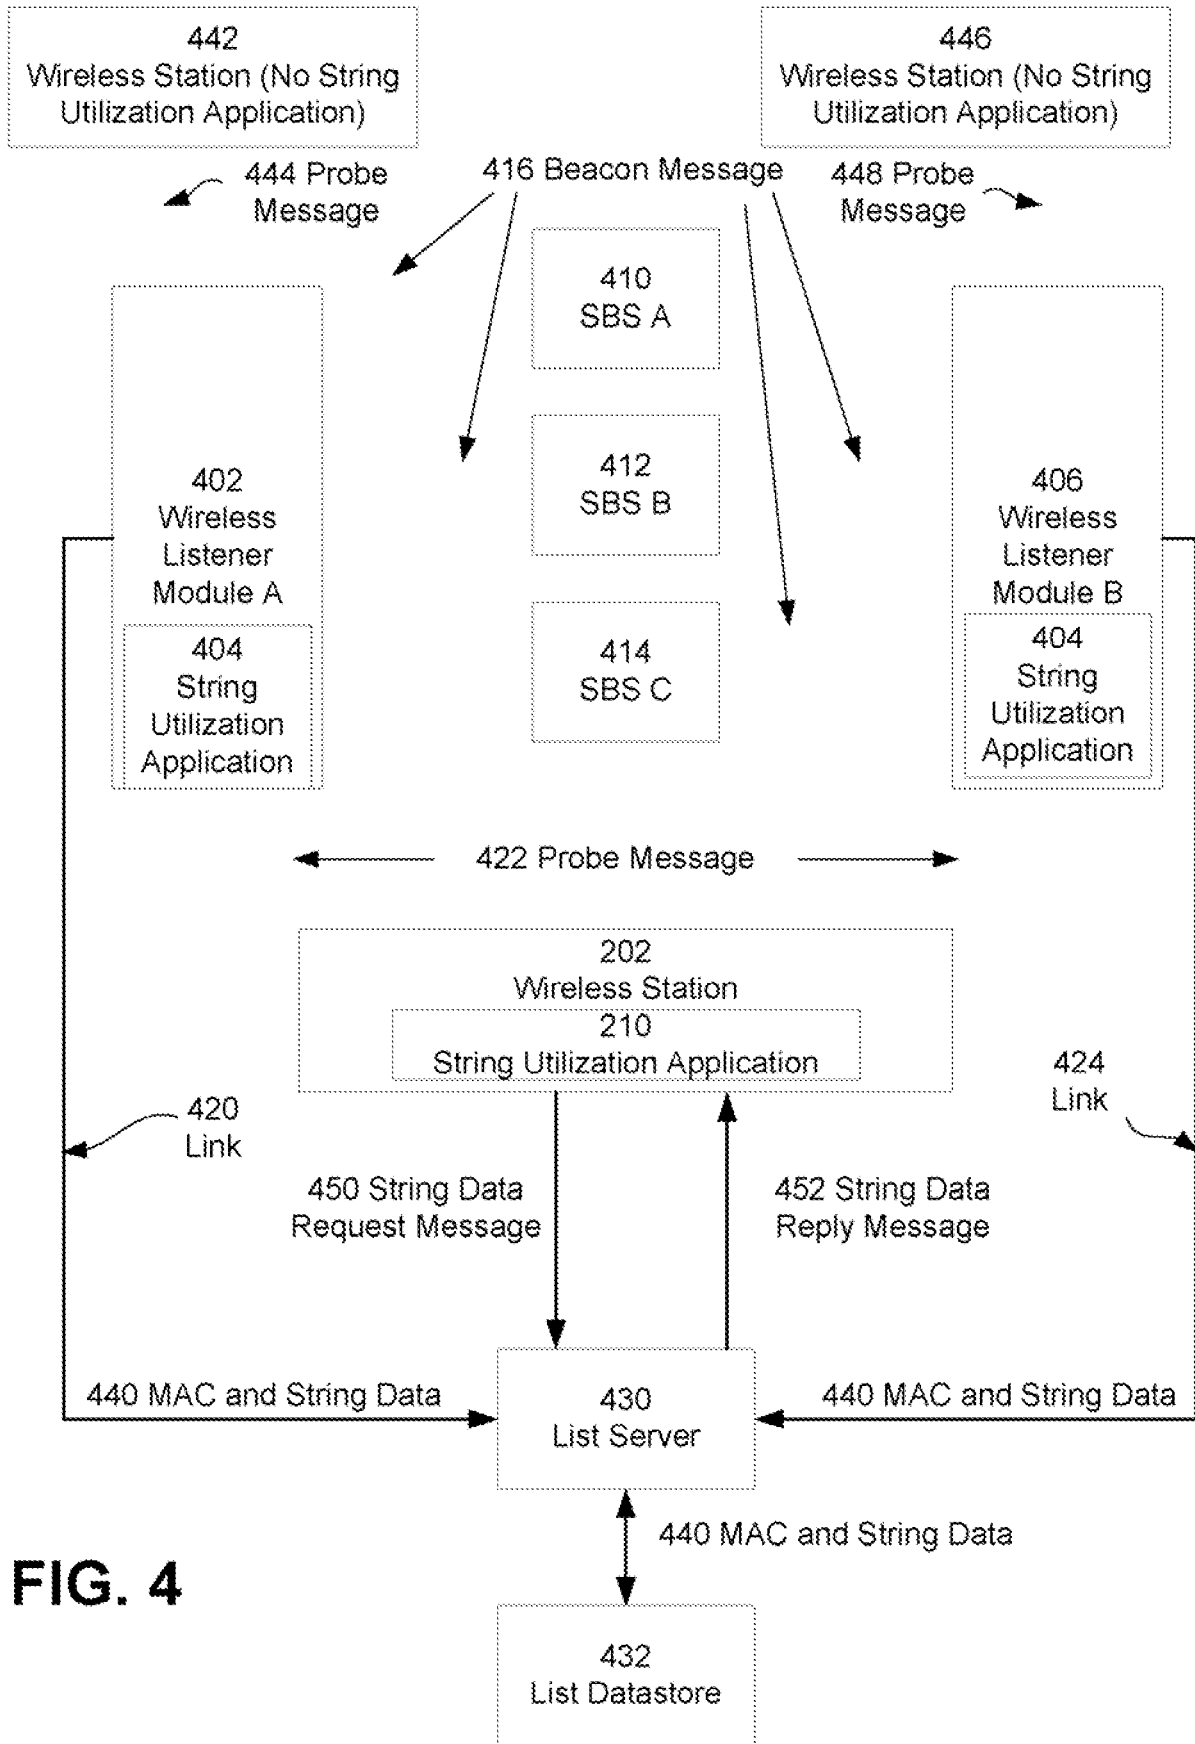 442
Wireless Station (No String
Utilization Application)
446
Wireless Station (No String
Utilization Application)
444 Probe
Message
416 Beacon Message
448 Probe
Message
410
SBS A
412
SBS B
414
SBS C
402
Wireless
Listener
Module A
404
String
Utilization
Application
406
Wireless
Listener
Module B
404
String
Utilization
Application
422 Probe Message
202
Wireless Station
210
String Utilization Application
420
Link
424
Link
450 String Data
Request Message
452 String Data
Reply Message
440 MAC and String Data
430
List Server
440 MAC and String Data
440 MAC and String Data
FIG. 4
432
List Datastore